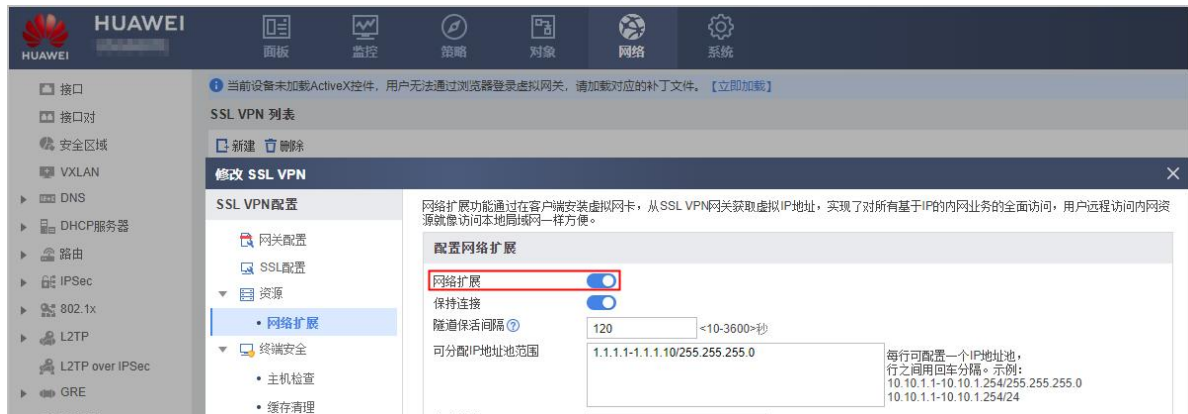 HUAWEI
HUAWEI
面板
监控
策略
对象
网络
系统
接口
接口对
安全区域
VXLAN
DNS
DHCP服务器
路由
IPSec
802.1x
L2TP
L2TP over IPSec
GRE
当前设备未加载ActiveX控件，用户无法通过浏览器登录虚拟网关，请加载对应的补丁文件。【立即加载】
SSL VPN 列表
新建 删除
修改 SSL VPN
SSL VPN配置
网关配置
SSL配置
资源
网络扩展
终端安全
主机检查
缓存清理
网络扩展功能通过在客户端安装虚拟网卡，从SSL VPN网关获取虚拟IP地址，实现了对所有基于IP的内网业务的全面访问，用户远程访问内网资
源就像访问本地局域网一样方便。
配置网络扩展
网络扩展
保持连接
隧道保活间隔 120 <10-3600>秒
可分配IP地址池范围 1.1.1.1-1.1.1.10/255.255.255.0
每行可配置一个IP地址池，
行之间用回车分隔。示例：
10.10.1.1-10.10.1.254/255.255.255.0
10.10.1.1-10.10.1.254/24